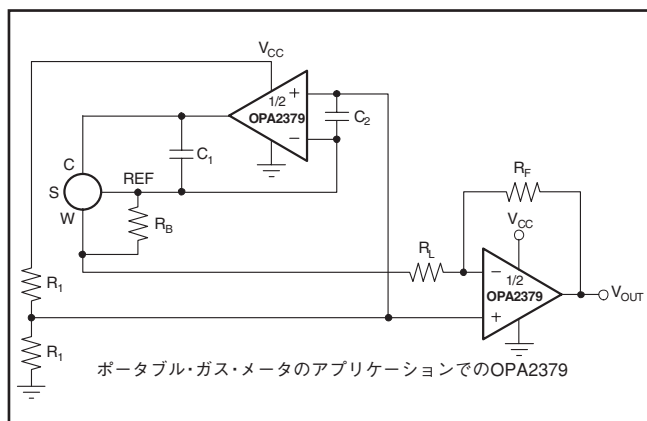 V_CC
1/2
OPA2379
+
−
C_2
C_1
C
S
W
REF
R_B
R_F
V_CC
R_L
−
1/2
OPA2379
+
V_OUT
R_1
R_1
ポータブル・ガス・メータのアプリケーションでのOPA2379